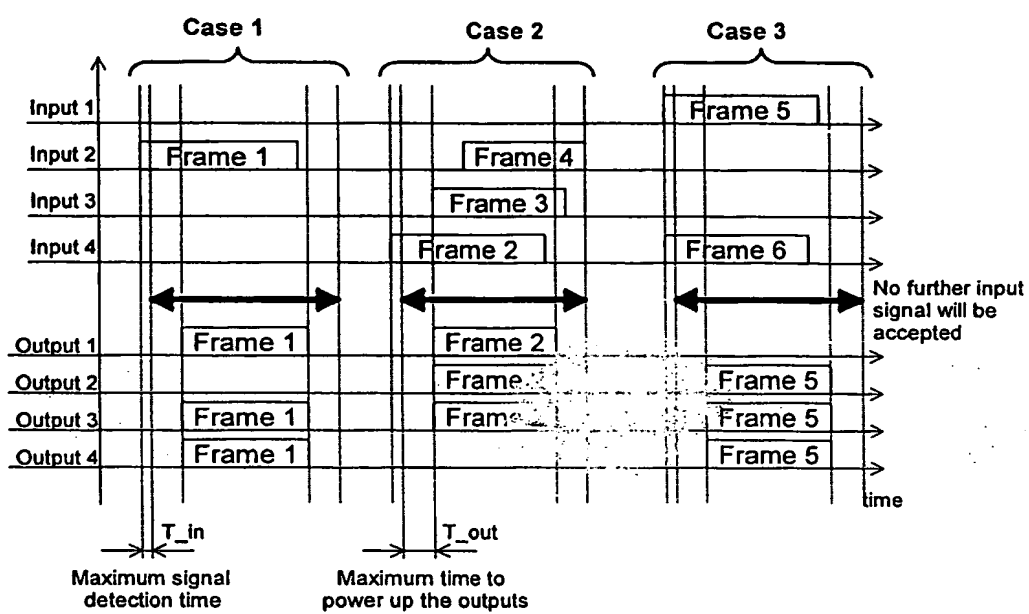 Case 1 Case 2 Case 3
Input 1 Frame 5
Input 2 Frame 1 Frame 4
Input 3 Frame 3
Input 4 Frame 2 Frame 6
No further input
signal will be
accepted
Output 1 Frame 1 Frame 2
Output 2 Frame Frame 5
Output 3 Frame 1 Frame 5
Output 4 Frame 1 Frame 5
time
T_in T_out
Maximum signal
detection time
Maximum time to
power up the outputs